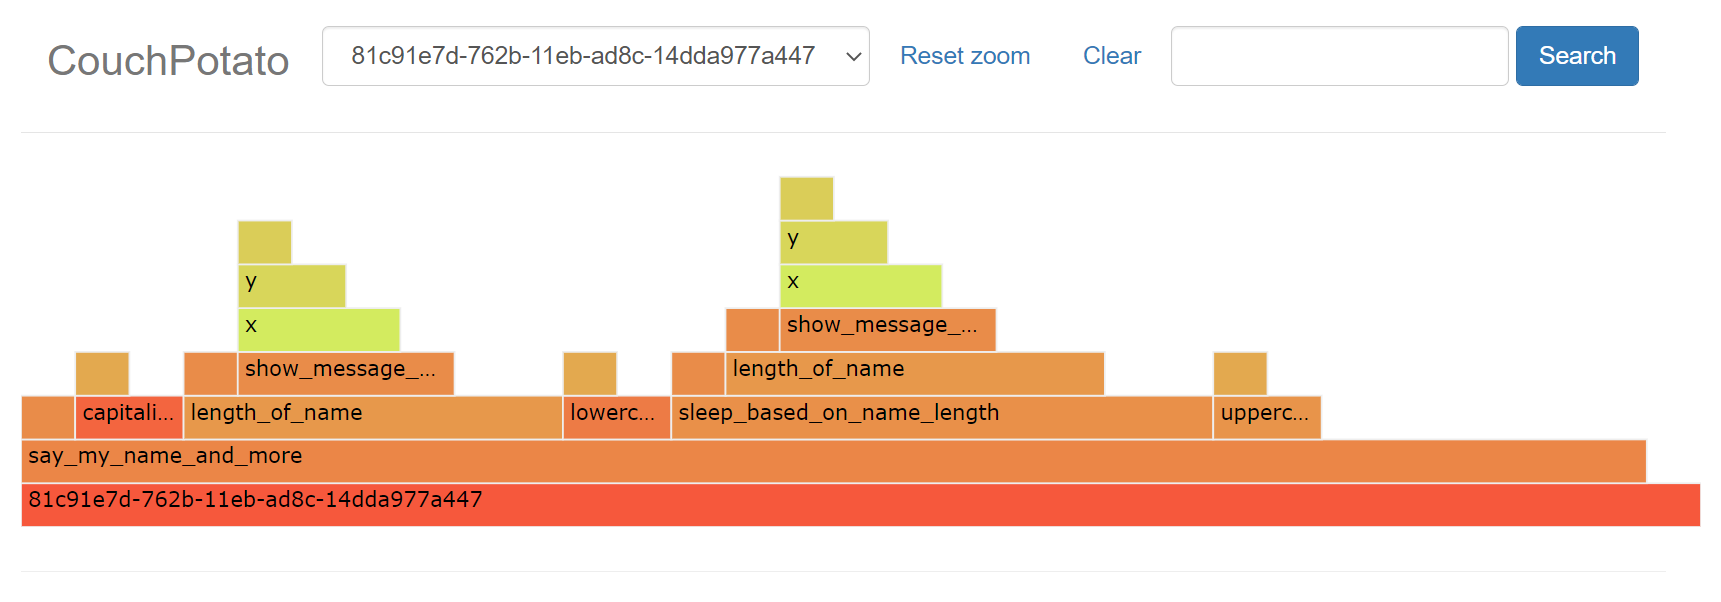 CouchPotato 81c91e7d-762b-11eb-ad8c-14dda977a447 Reset zoom Clear Search
y
y x
x show_message_...
show_message_... length_of_name
capitali... length_of_name lowerc... sleep_based_on_name_length upperc...
say_my_name_and_more
81c91e7d-762b-11eb-ad8c-14dda977a447